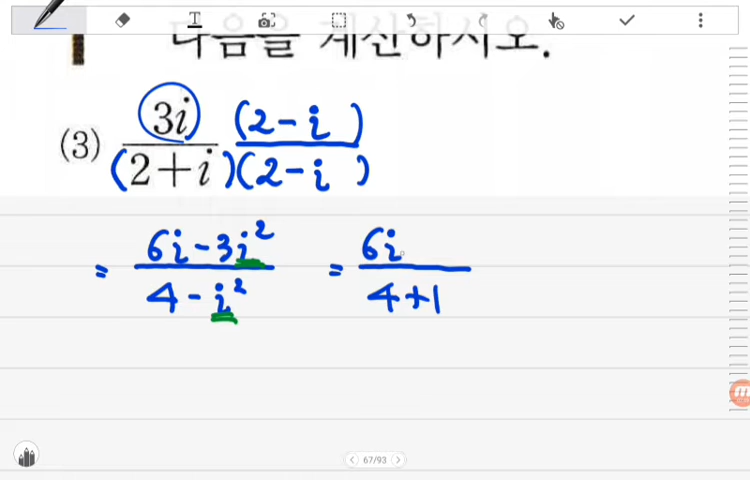 다음을 계산하시오.
(3) 3i (2-i)
(2+i)(2-i)
= 6i-3i² = 6i
4-i² 4+1
67/93